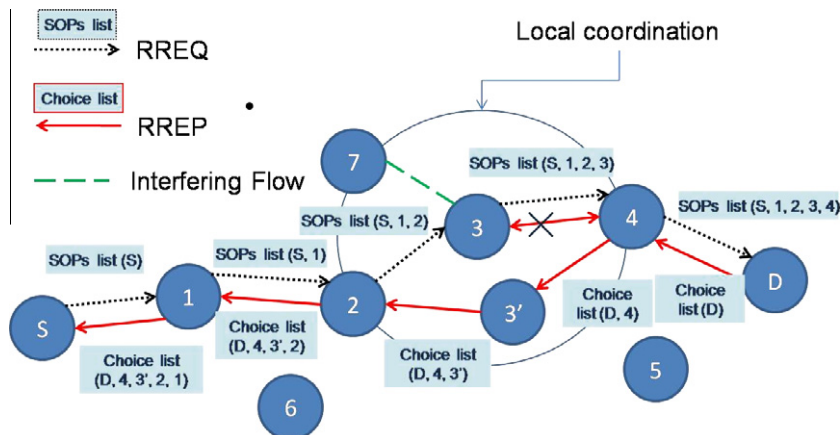 SOPs list
RREQ
Choice list
RREP
Interfering Flow
Local coordination
7
SOPs list (S, 1, 2, 3)
SOPs list (S, 1, 2)
3
4
SOPs list (S, 1, 2, 3, 4)
SOPs list (S)
SOPs list (S, 1)
1
2
3'
D
S
Choice list (D)
Choice list (D, 4)
Choice list
(D, 4, 3', 2)
Choice list
(D, 4, 3', 2, 1)
Choice list
(D, 4, 3')
5
6